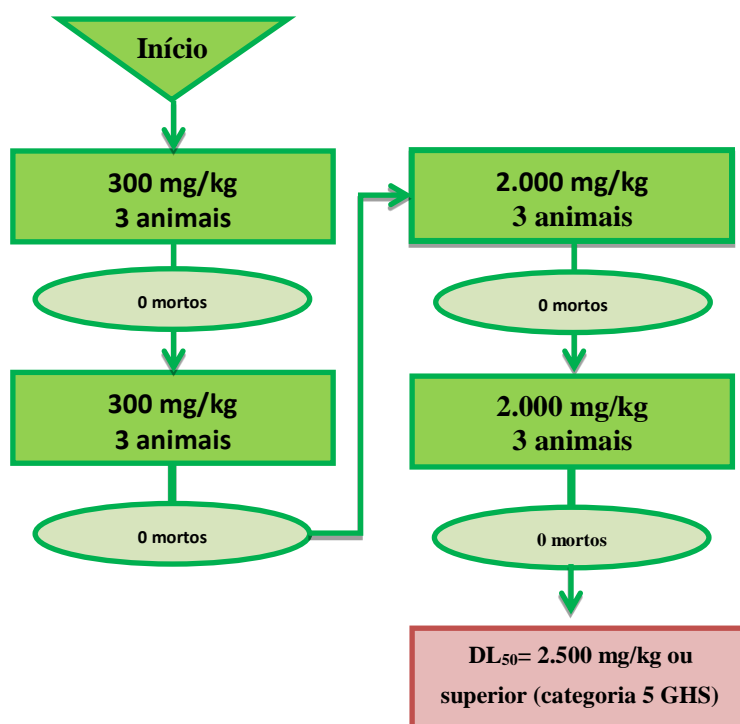 Início
300 mg/kg
3 animais
0 mortos
300 mg/kg
3 animais
0 mortos
2.000 mg/kg
3 animais
0 mortos
2.000 mg/kg
3 animais
0 mortos
DL₅₀= 2.500 mg/kg ou
superior (categoria 5 GHS)